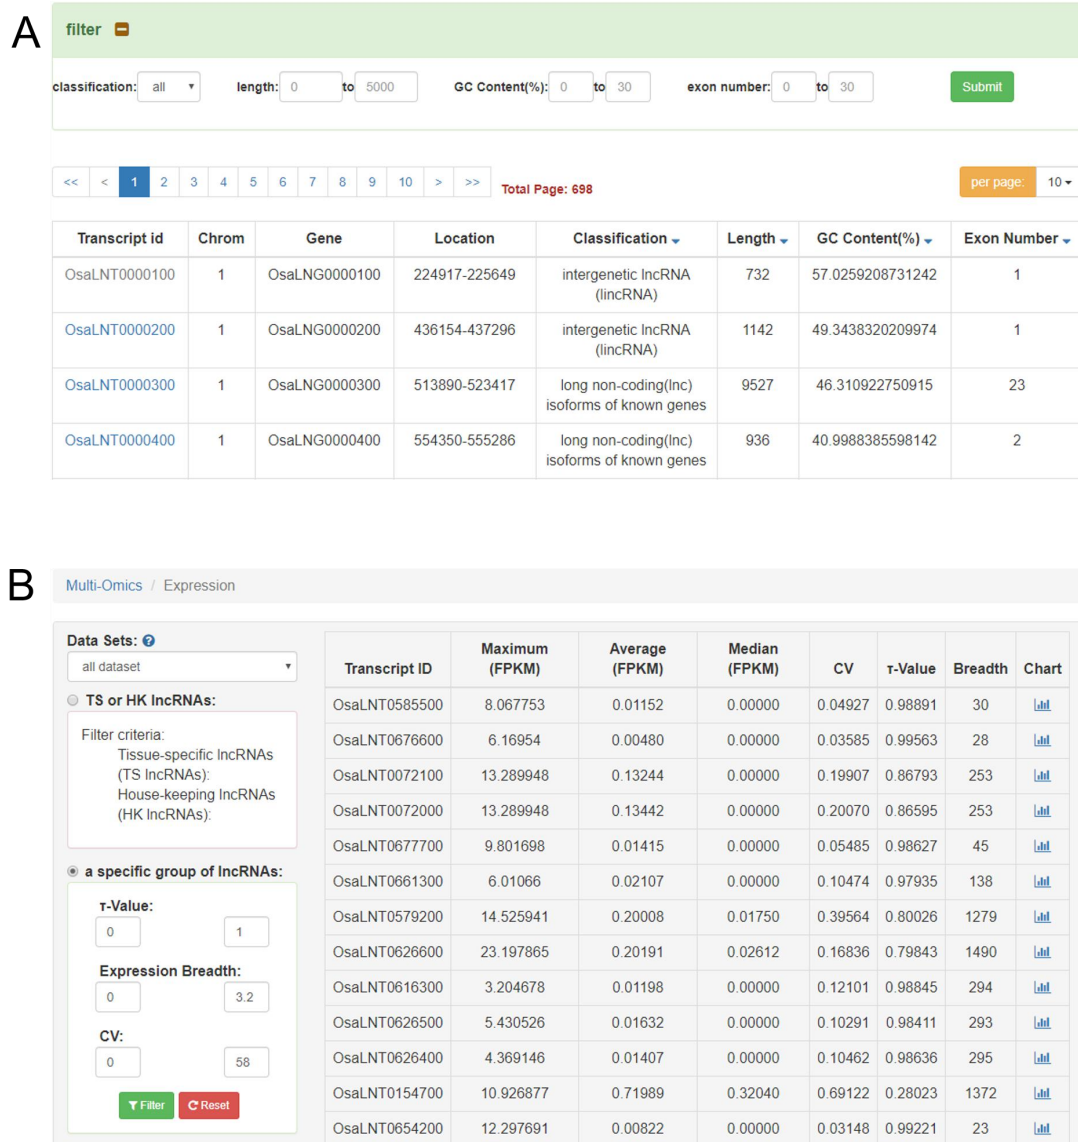 A
filter
classification: all length: 0 to 5000 GC Content(%): 0 to 30 exon number: 0 to 30 Submit
<< < 1 2 3 4 5 6 7 8 9 10 > >> Total Page: 698 per page: 10
Transcript id Chrom Gene Location Classification Length GC Content(%) Exon Number
OsaLNT0000100 1 OsaLNG0000100 224917-225649 intergenetic lncRNA 732 57.0259208731242 1
(lincRNA)
OsaLNT0000200 1 OsaLNG0000200 436154-437296 intergenetic lncRNA 1142 49.3438320209974 1
(lincRNA)
OsaLNT0000300 1 OsaLNG0000300 513890-523417 long non-coding(lnc) 9527 46.310922750915 23
isoforms of known genes
OsaLNT0000400 1 OsaLNG0000400 554350-555286 long non-coding(lnc) 936 40.9988385598142 2
isoforms of known genes
B
Multi-Omics / Expression
Data Sets: ?
all dataset
TS or HK lncRNAs:
Filter criteria:
Tissue-specific lncRNAs
(TS lncRNAs):
House-keeping lncRNAs
(HK lncRNAs):
a specific group of lncRNAs:
τ-Value:
0 1
Expression Breadth:
0 3.2
CV:
0 58
Filter Reset
Transcript ID Maximum (FPKM) Average (FPKM) Median (FPKM) CV τ-Value Breadth Chart
OsaLNT0585500 8.067753 0.01152 0.00000 0.04927 0.98891 30
OsaLNT0676600 6.16954 0.00480 0.00000 0.03585 0.99563 28
OsaLNT0072100 13.289948 0.13244 0.00000 0.19907 0.86793 253
OsaLNT0072000 13.289948 0.13442 0.00000 0.20070 0.86595 253
OsaLNT0677700 9.801698 0.01415 0.00000 0.05485 0.98627 45
OsaLNT0661300 6.01066 0.02107 0.00000 0.10474 0.97935 138
OsaLNT0579200 14.525941 0.20008 0.01750 0.39564 0.80026 1279
OsaLNT0626600 23.197865 0.20191 0.02612 0.16836 0.79843 1490
OsaLNT0616300 3.204678 0.01198 0.00000 0.12101 0.98845 294
OsaLNT0626500 5.430526 0.01632 0.00000 0.10291 0.98411 293
OsaLNT0626400 4.369146 0.01407 0.00000 0.10462 0.98636 295
OsaLNT0154700 10.926877 0.71989 0.32040 0.69122 0.28023 1372
OsaLNT0654200 12.297691 0.00822 0.00000 0.03148 0.99221 23